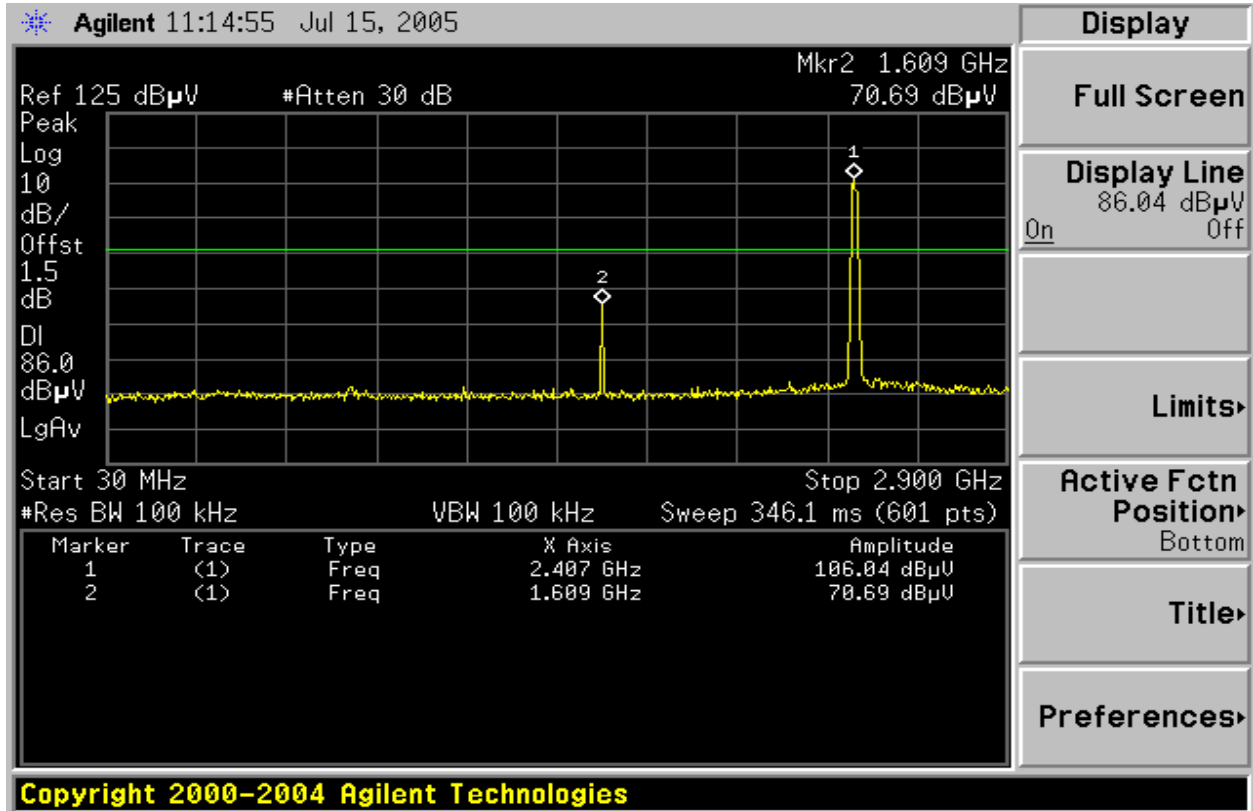 Agilent 11:14:55 Jul 15, 2005
Mkr2 1.609 GHz
Ref 125 dBµV #Atten 30 dB 70.69 dBµV
Peak
Log
10
dB/
Offst
1.5
dB
DI
86.0
dBµV
LgAv
1
2
Start 30 MHz Stop 2.900 GHz
#Res BW 100 kHz VBW 100 kHz Sweep 346.1 ms (601 pts)
Marker Trace Type X Axis Amplitude
1 (1) Freq 2.407 GHz 106.04 dBµV
2 (1) Freq 1.609 GHz 70.69 dBµV
Display
Full Screen
Display Line
86.04 dBµV
On Off
Limits▸
Active Fctn
Position▸
Bottom
Title▸
Preferences▸
Copyright 2000-2004 Agilent Technologies